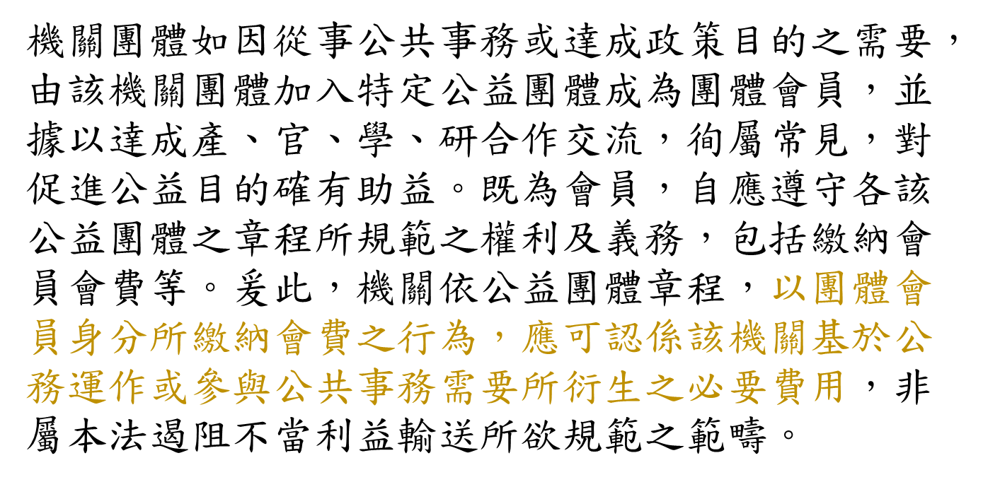 機關團體如因從事公共事務或達成政策目的之需要，
由該機關團體加入特定公益團體成為團體會員，並
據以達成產、官、學、研合作交流，徇屬常見，對
促進公益目的確有助益。既為會員，自應遵守各該
公益團體之章程所規範之權利及義務，包括繳納會
員會費等。爰此，機關依公益團體章程，以團體會
員身分所繳納會費之行為，應可認係該機關基於公
務運作或參與公共事務需要所衍生之必要費用，非
屬本法遏阻不當利益輸送所欲規範之範疇。